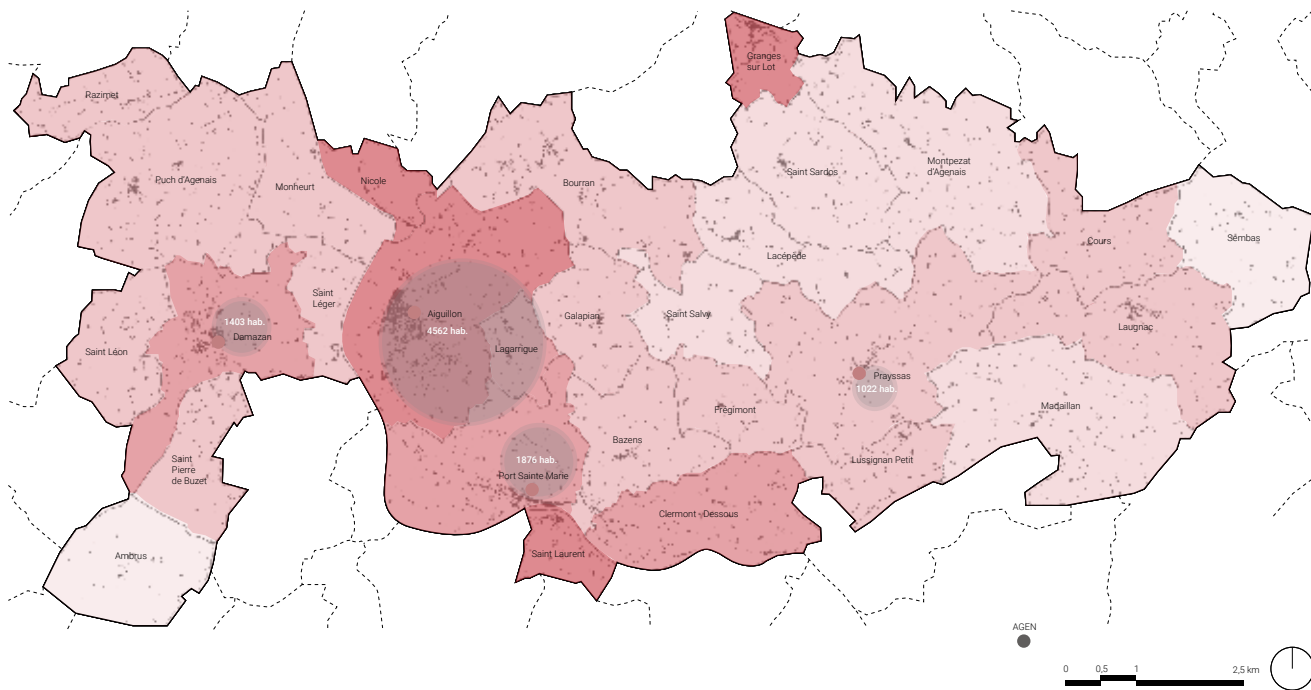 Granges
sur Lot
Razimet
Puch d'Agenais
Monheurt
Nicole
Bourran
Saint Sardos
Montpezat
d'Agenais
Lacépède
Cours
Sembas
Saint
Léger
Aiguillon
4562 hab.
Lagarrigue
Galapian
Saint Salvy
Laugnac
1403 hab.
Damazan
Saint Léon
Prayssas
1022 hab.
Madaillan
Frégimont
Bazens
Lussignan Petit
1876 hab.
Port Sainte Marie
Saint
Pierre
de Buzet
Clermont Dessous
Saint Laurent
Ambrus
AGEN
0 0,5 1 2,5 km